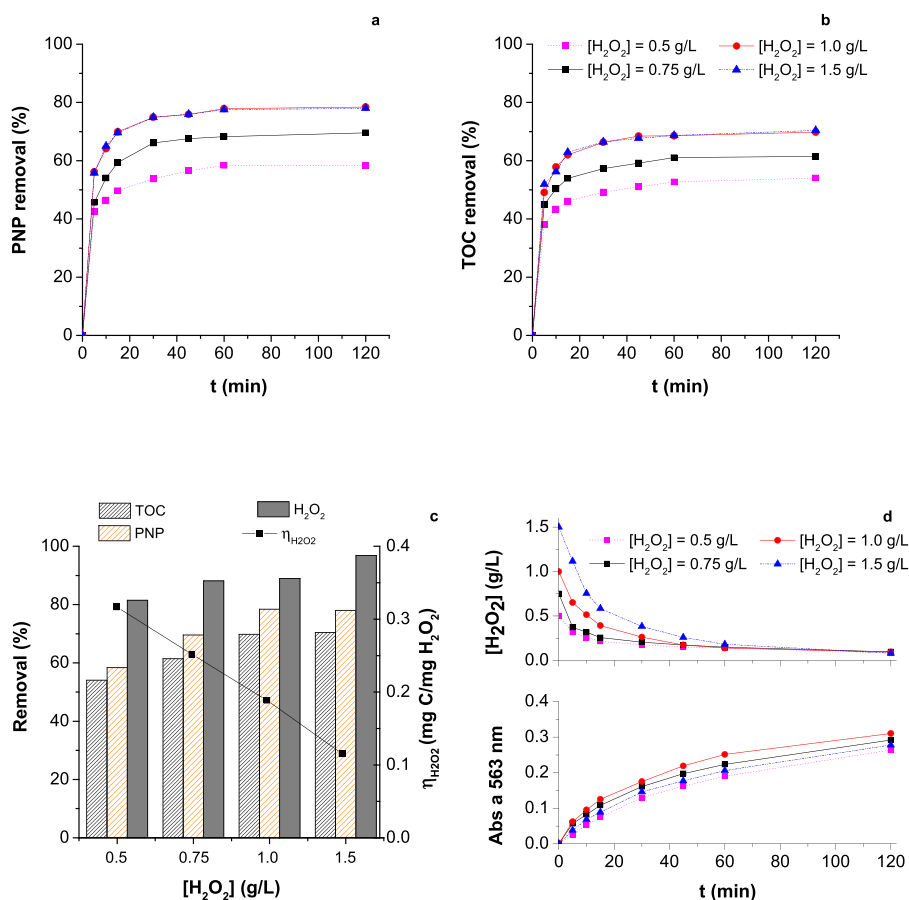 a
PNP removal (%)
100
80
60
40
20
0
0 20 40 60 80 100 120
t (min)
b
[H₂O₂] = 0.5 g/L
[H₂O₂] = 1.0 g/L
[H₂O₂] = 0.75 g/L
[H₂O₂] = 1.5 g/L
TOC removal (%)
100
80
60
40
20
0
0 20 40 60 80 100 120
t (min)
c
TOC
H₂O₂
PNP
η_H2O2
Removal (%)
100
80
60
40
20
0
0.4
0.3
0.2
0.1
0.0
η_H2O2 (mg C/mg H₂O₂)
0.5 0.75 1.0 1.5
[H₂O₂] (g/L)
d
[H₂O₂] = 0.5 g/L
[H₂O₂] = 1.0 g/L
[H₂O₂] = 0.75 g/L
[H₂O₂] = 1.5 g/L
[H₂O₂] (g/L)
1.5
1.0
0.5
0.0
Abs a 563 nm
0.4
0.3
0.2
0.1
0.0
0 20 40 60 80 100 120
t (min)